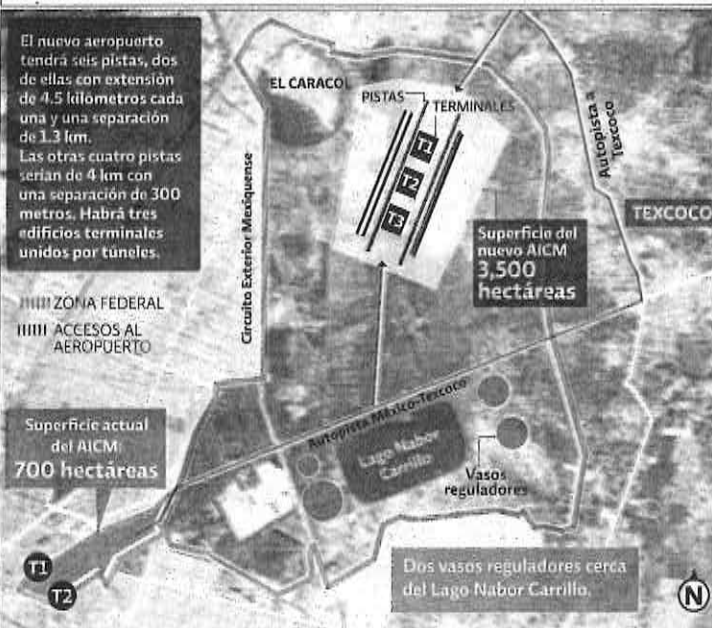 El nuevo aeropuerto
tendrá seis pistas, dos
de ellas con extensión
de 4.5 kilómetros cada
una y una separación
de 1.3 km.
Las otras cuatro pistas
serían de 4 km con
una separación de 300
metros. Habrá tres
edificios terminales
unidos por túneles.
ZONA FEDERAL
ACCESOS AL
AEROPUERTO
EL CARACOL
PISTAS
TERMINALES
T1
T2
T3
Circuito Exterior Mexiquense
Autopista a
Texcoco
TEXCOCO
Superficie del
nuevo AICM
3,500
hectáreas
Superficie actual
del AICM:
700 hectáreas
Autopista México-Texcoco
Lago Nabor
Carrillo
Vasos
reguladores
T1
T2
Dos vasos reguladores cerca
del Lago Nabor Carrillo.
N